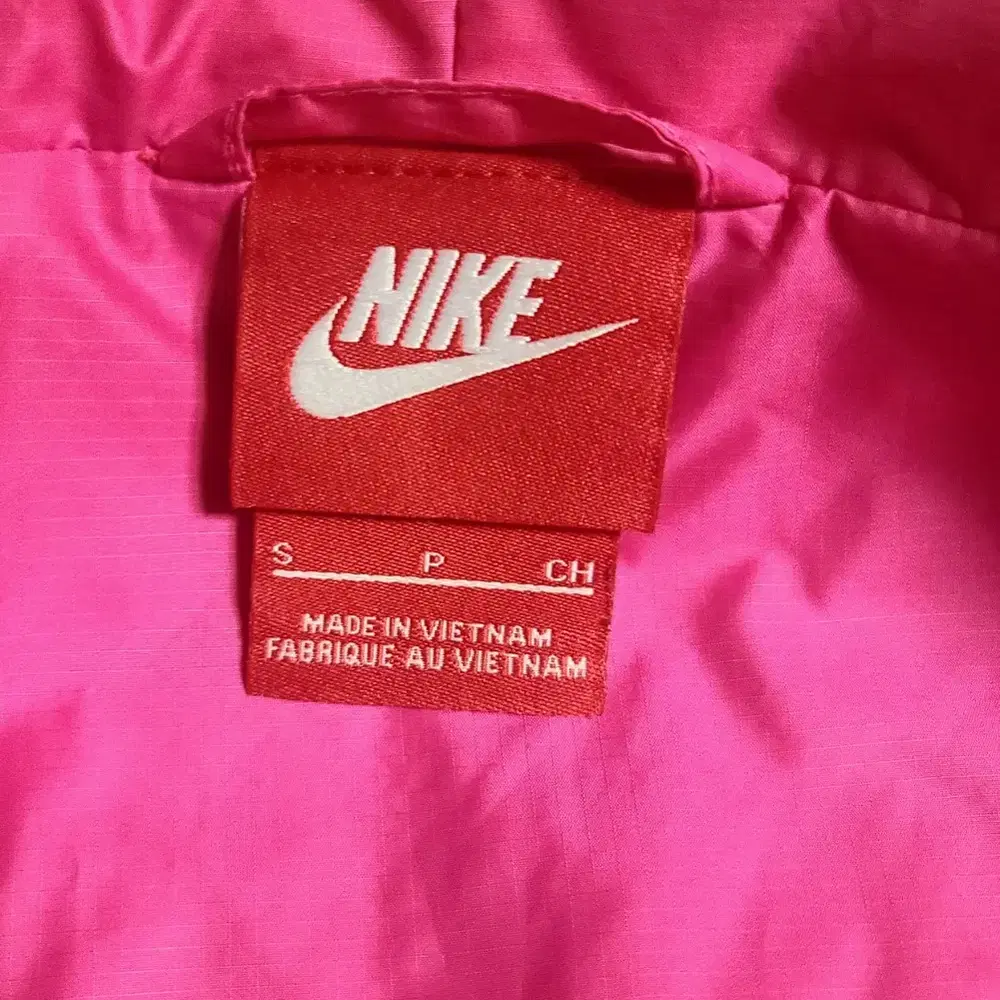 NIKE
S P CH
MADE IN VIETNAM
FABRIQUE AU VIETNAM